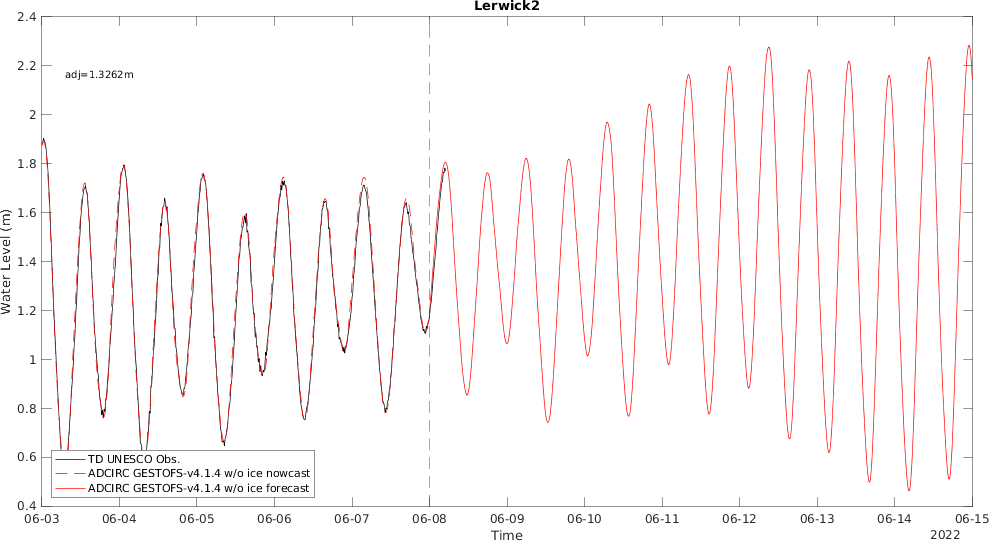 Lerwick2
2.4
2.2
2
1.8
1.6
1.4
1.2
1
0.8
0.6
0.4
Water Level (m)
adj=1.3262m
TD UNESCO Obs.
ADCIRC GESTOFS-v4.1.4 w/o ice nowcast
ADCIRC GESTOFS-v4.1.4 w/o ice forecast
06-03 06-04 06-05 06-06 06-07 06-08 06-09 06-10 06-11 06-12 06-13 06-14 06-15
Time
2022